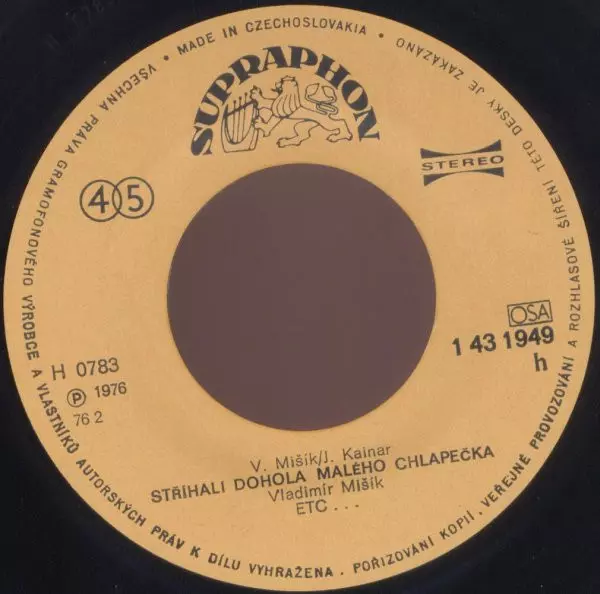 VŠECHNA PRÁVA GRAMOFONOVÉHO VÝROBCE A VLASTNÍKŮ AUTORSKÝCH PRÁV K DÍLU VYHRAŽENA. POŘIZOVÁNÍ KOPIÍ, VEŘEJNÉ PROVOZOVÁNÍ A ROZHLASOVÉ ŠÍŘENÍ TÉTO DESKY JE ZAKÁZÁNO
• MADE IN CZECHOSLOVAKIA •
SUPRAPHON
STEREO
45
OSA
1 43 1949
h
H 0783
Ⓟ 1976
76 2
V. Mišík/J. Kainar
STŘÍHALI DOHOLA MALÉHO CHLAPEČKA
Vladimír Mišík
ETC...